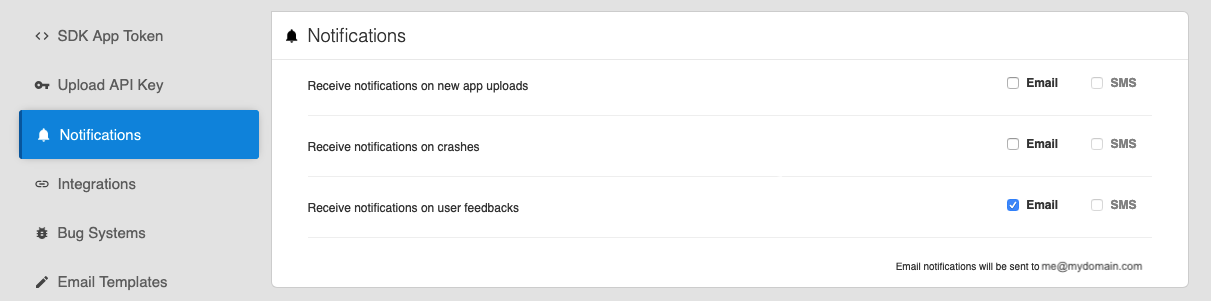 SDK App Token
Upload API Key
Notifications
Integrations
Bug Systems
Email Templates
Notifications
Receive notifications on new app uploads Email SMS
Receive notifications on crashes Email SMS
Receive notifications on user feedbacks Email SMS
Email notifications will be sent to me@mydomain.com